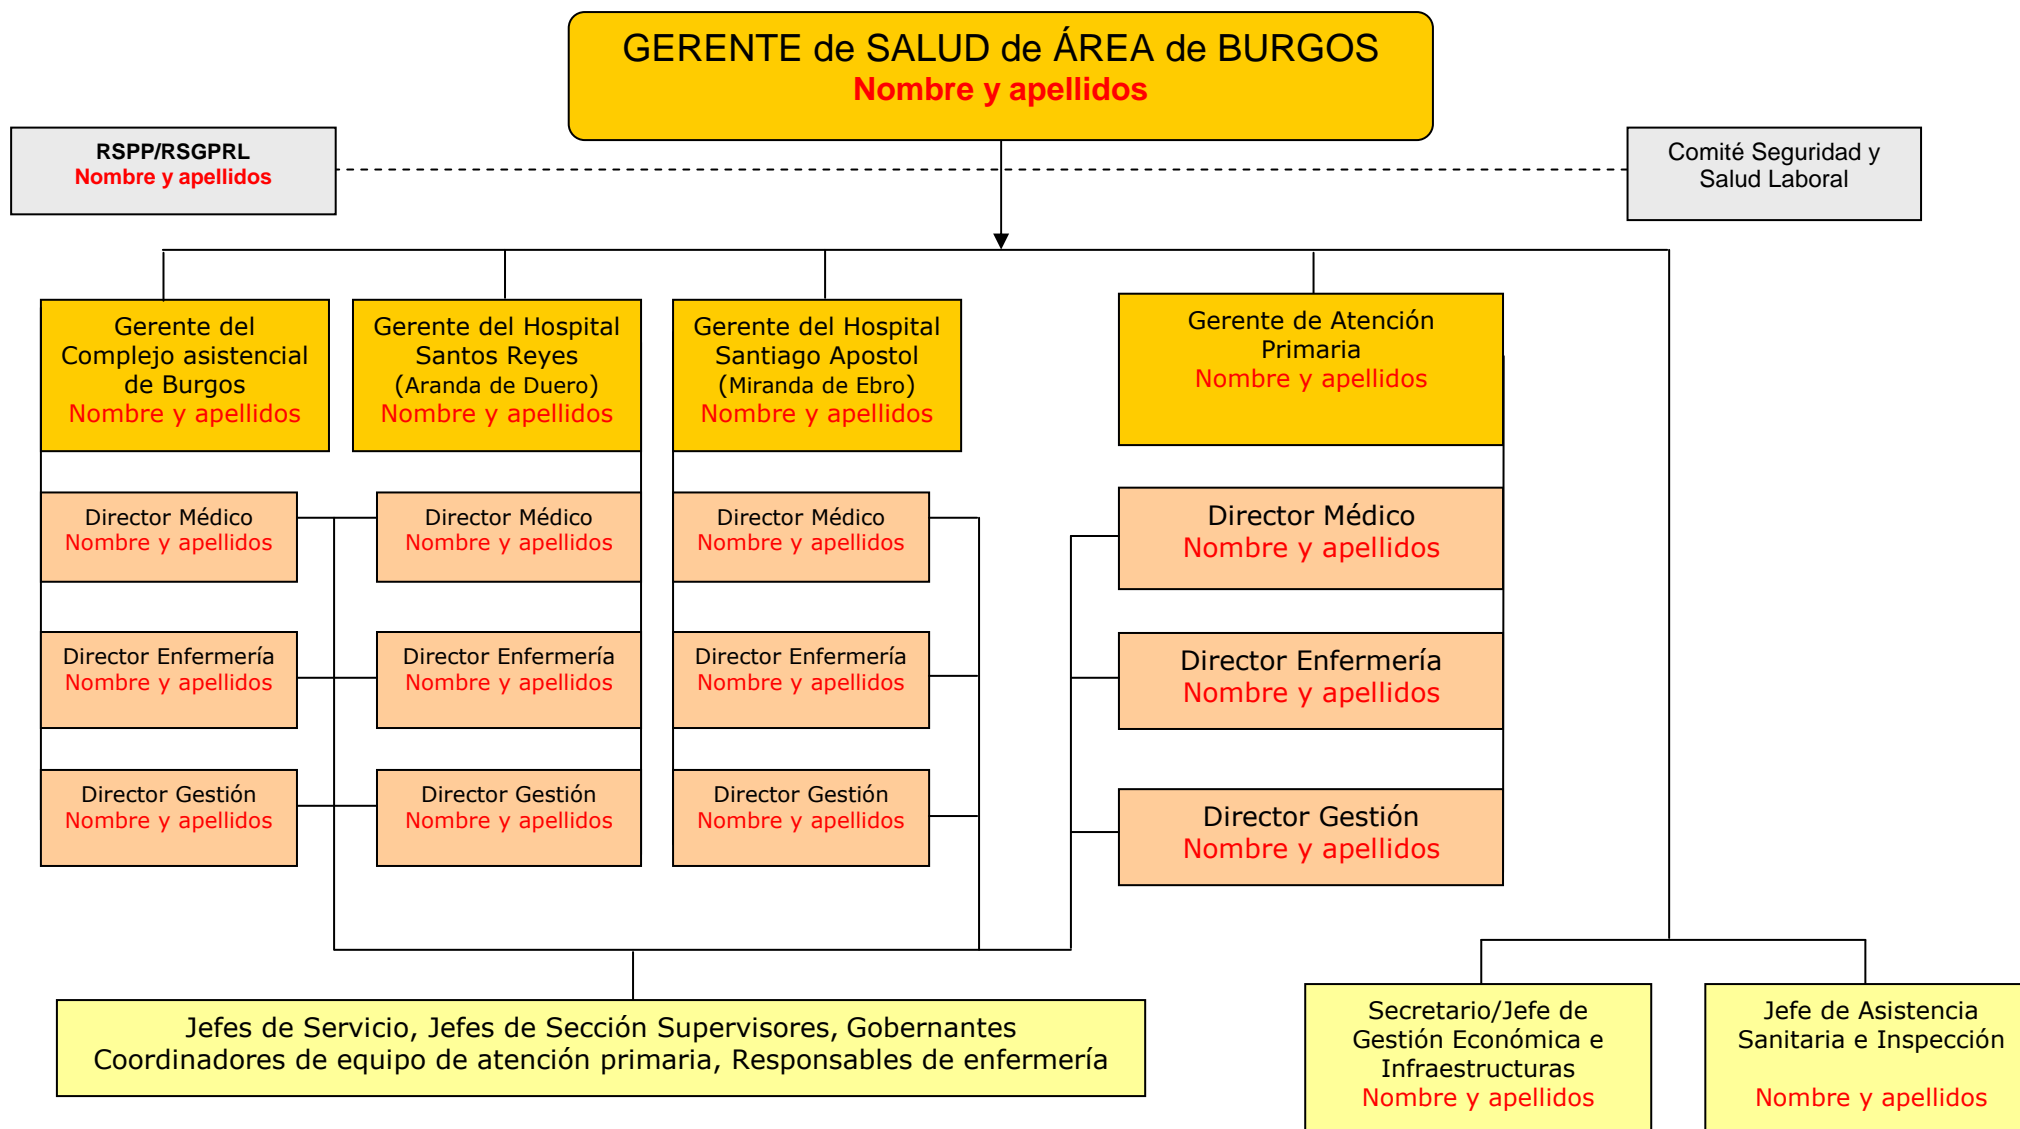 GERENTE de SALUD de ÁREA de BURGOS
Nombre y apellidos
RSPP/RSGPRL
Nombre y apellidos
Comité Seguridad y
Salud Laboral
Gerente del
Complejo asistencial
de Burgos
Nombre y apellidos
Gerente del Hospital
Santos Reyes
(Aranda de Duero)
Nombre y apellidos
Gerente del Hospital
Santiago Apostol
(Miranda de Ebro)
Nombre y apellidos
Gerente de Atención
Primaria
Nombre y apellidos
Director Médico
Nombre y apellidos
Director Médico
Nombre y apellidos
Director Médico
Nombre y apellidos
Director Médico
Nombre y apellidos
Director Enfermería
Nombre y apellidos
Director Enfermería
Nombre y apellidos
Director Enfermería
Nombre y apellidos
Director Enfermería
Nombre y apellidos
Director Gestión
Nombre y apellidos
Director Gestión
Nombre y apellidos
Director Gestión
Nombre y apellidos
Director Gestión
Nombre y apellidos
Jefes de Servicio, Jefes de Sección Supervisores, Gobernantes
Coordinadores de equipo de atención primaria, Responsables de enfermería
Secretario/Jefe de
Gestión Económica e
Infraestructuras
Nombre y apellidos
Jefe de Asistencia
Sanitaria e Inspección
Nombre y apellidos